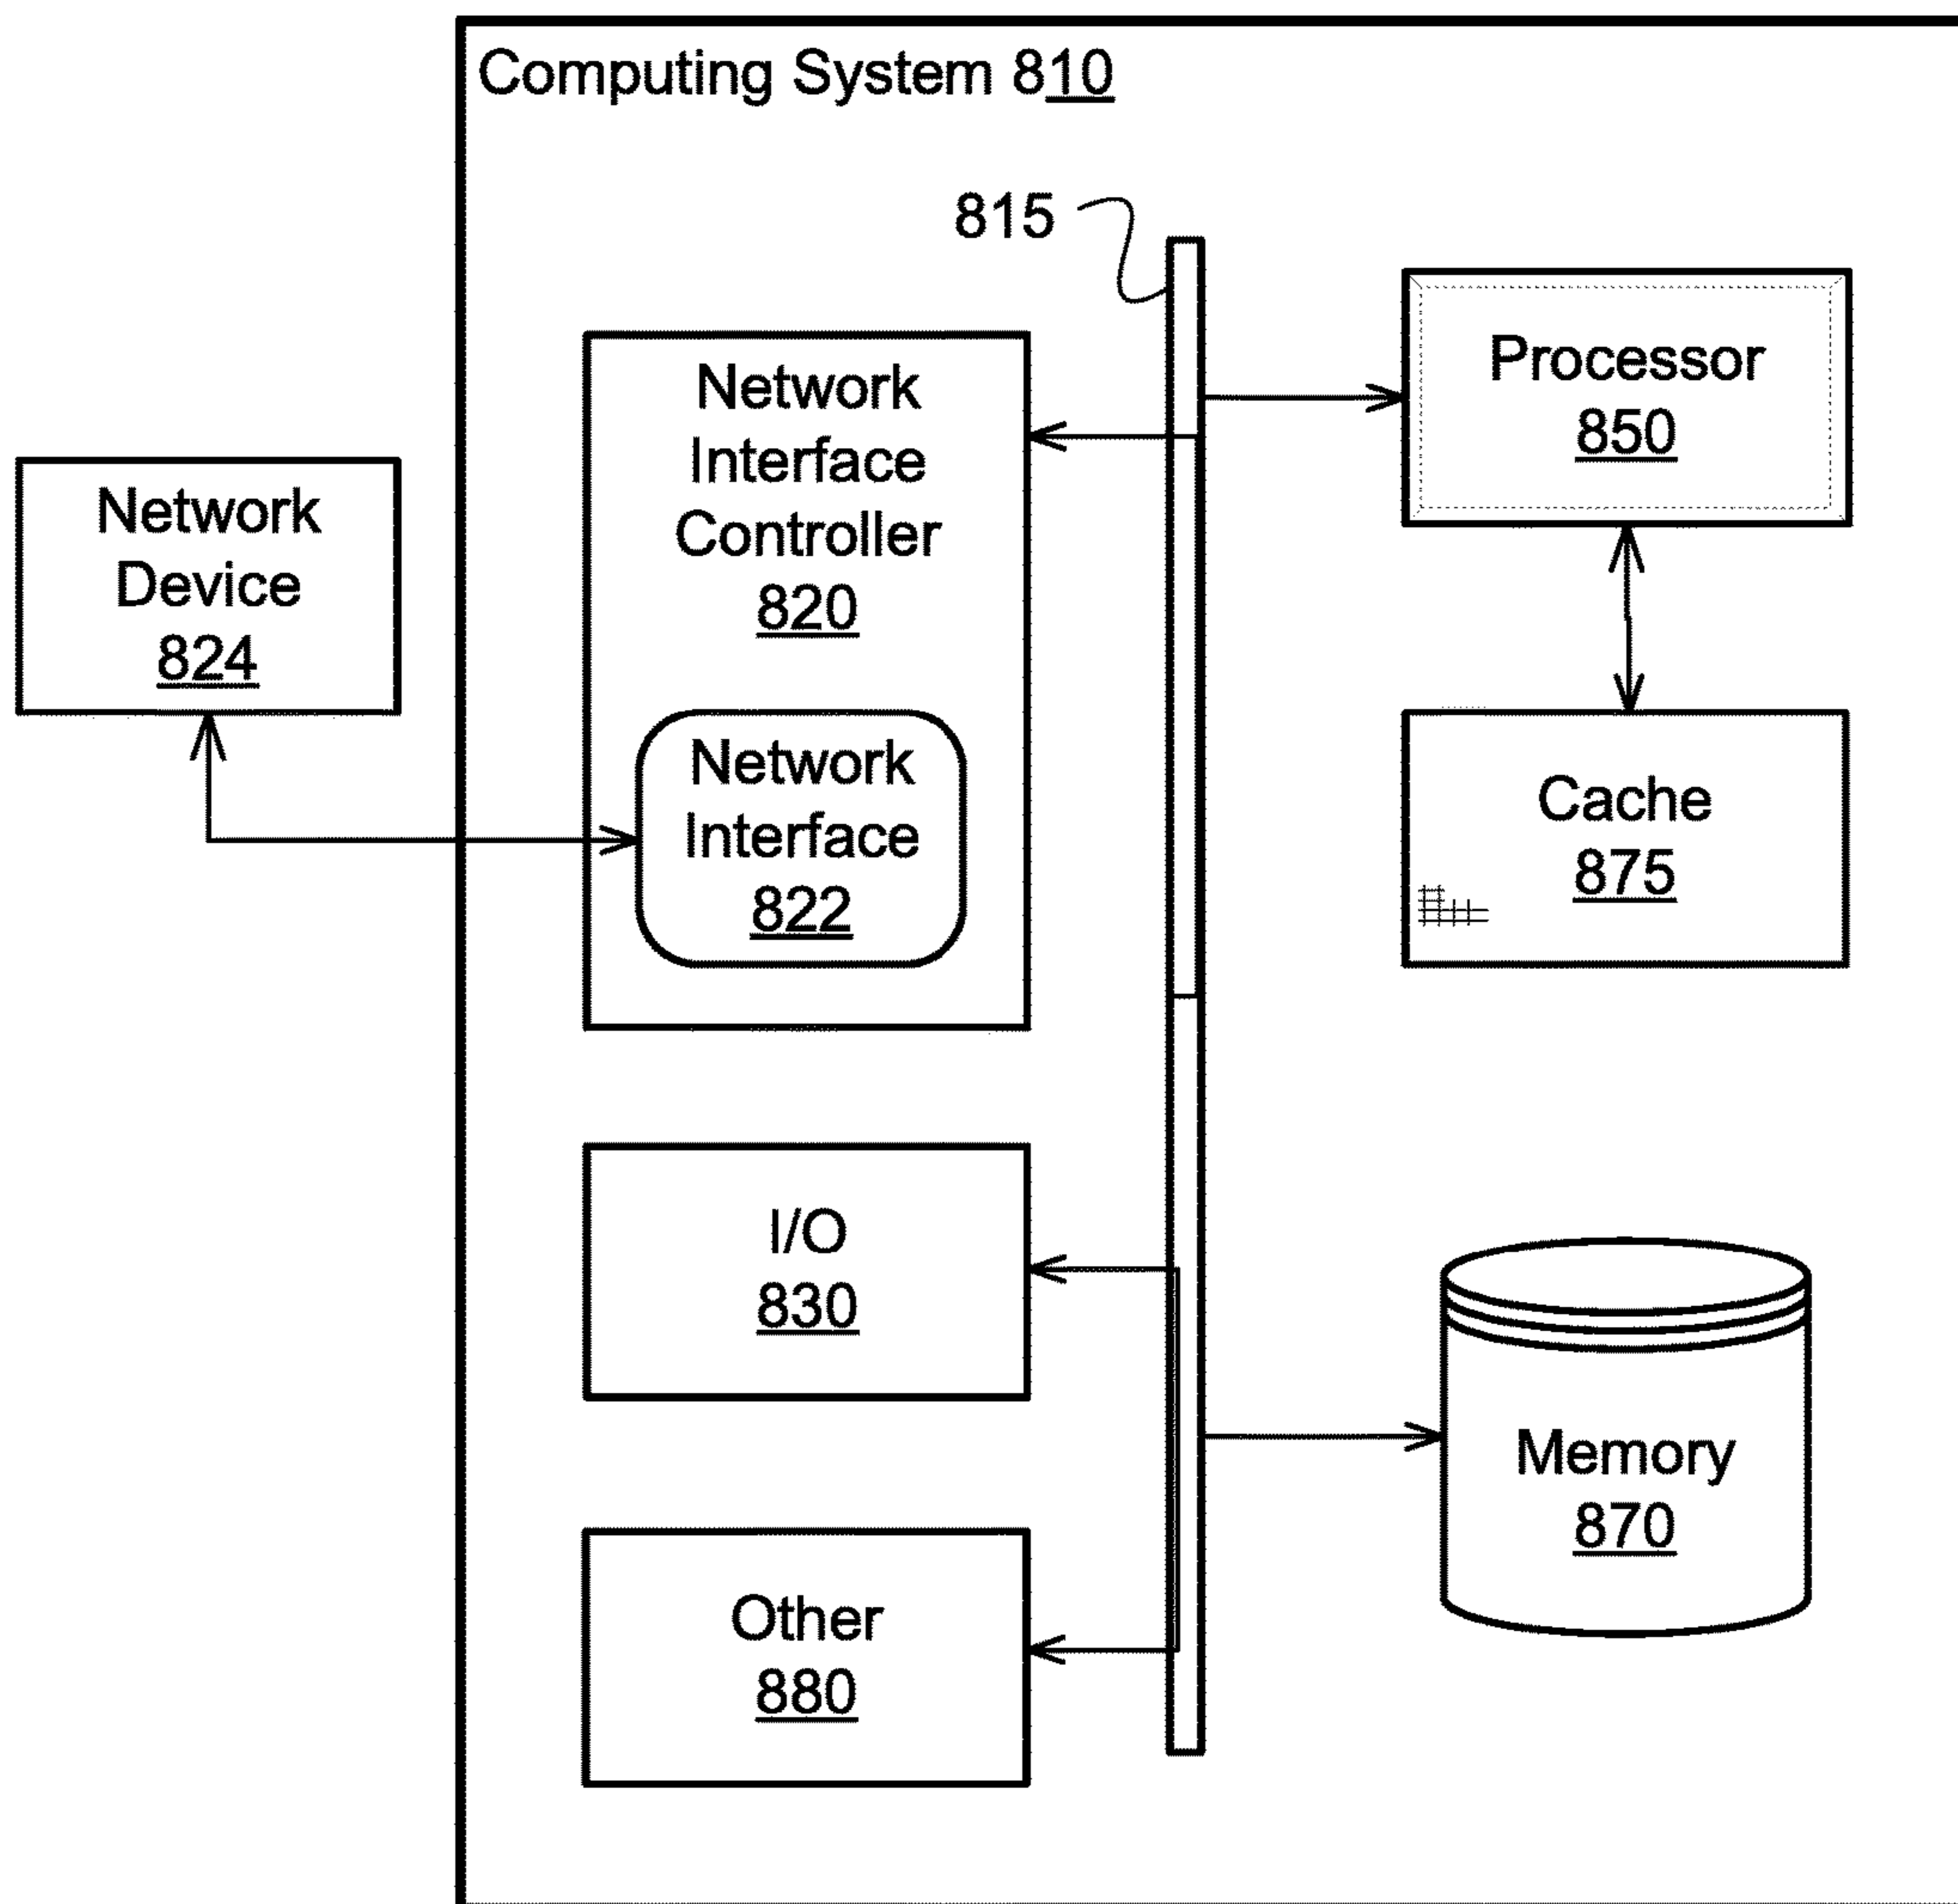 Computing System 810
815
Network
Interface
Controller
820
Processor
850
Network
Device
824
Network
Interface
822
Cache
875
I/O
830
Memory
870
Other
880